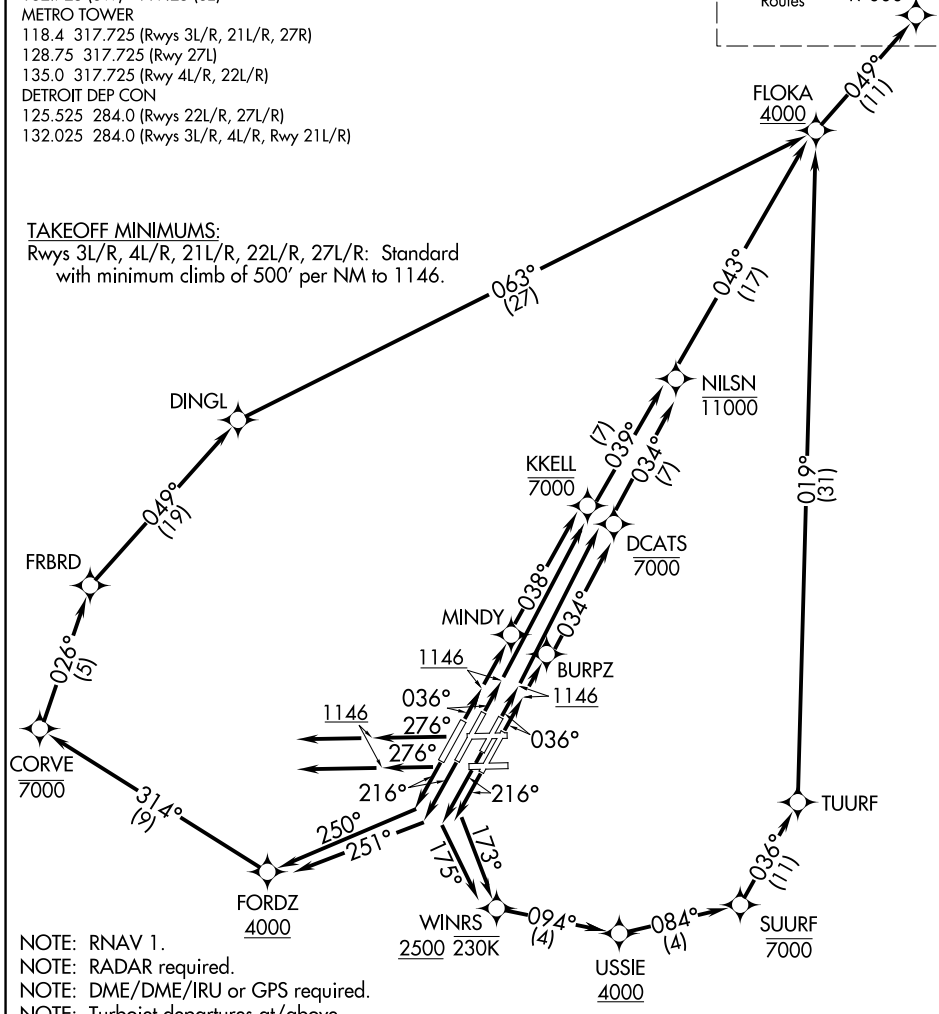 METRO TOWER
118.4 317.725 (Rwys 3L/R, 21L/R, 27R)
128.75 317.725 (Rwy 27L)
135.0 317.725 (Rwy 4L/R, 22L/R)
DETROIT DEP CON
125.525 284.0 (Rwys 22L/R, 27L/R)
132.025 284.0 (Rwys 3L/R, 4L/R, Rwy 21L/R)
Routes
049°
(11)
FLOKA
4000
TAKEOFF MINIMUMS:
Rwys 3L/R, 4L/R, 21L/R, 22L/R, 27L/R: Standard
with minimum climb of 500' per NM to 1146.
063°
(27)
043°
(17)
DINGL
NILSN
11000
(7)
039°
034°
(7)
KKELL
7000
019°
(31)
049°
(19)
DCATS
7000
FRBRD
038°
034°
MINDY
BURPZ
026°
(5)
1146
1146
036°
036°
1146
276°
276°
CORVE
7000
216°
216°
314°
(9)
250°
251°
TUURF
175°
173°
036°
(11)
FORDZ
4000
WINRS
2500 230K
094°
(4)
084°
(4)
SUURF
7000
USSIE
4000
NOTE: RNAV 1.
NOTE: RADAR required.
NOTE: DME/DME/IRU or GPS required.
NOTE: Turbojet departures at/above